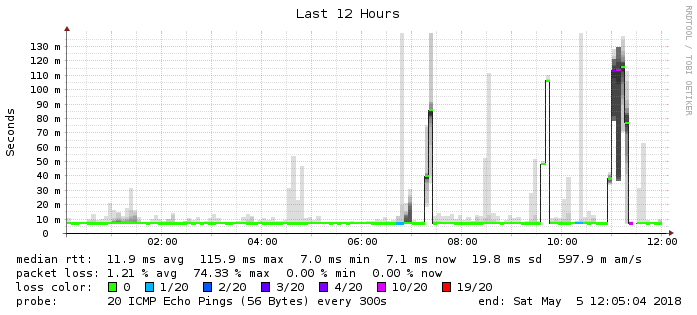 Last 12 Hours
RRDTOOL / TOBI OETIKER
Seconds
130 m
120 m
110 m
100 m
90 m
80 m
70 m
60 m
50 m
40 m
30 m
20 m
10 m
0
02:00 04:00 06:00 08:00 10:00 12:00
median rtt: 11.9 ms avg 115.9 ms max 7.0 ms min 7.1 ms now 19.8 ms sd 597.9 m am/s
packet loss: 1.21 % avg 74.33 % max 0.00 % min 0.00 % now
loss color: 0 1/20 2/20 3/20 4/20 10/20 19/20
probe: 20 ICMP Echo Pings (56 Bytes) every 300s end: Sat May 5 12:05:04 2018